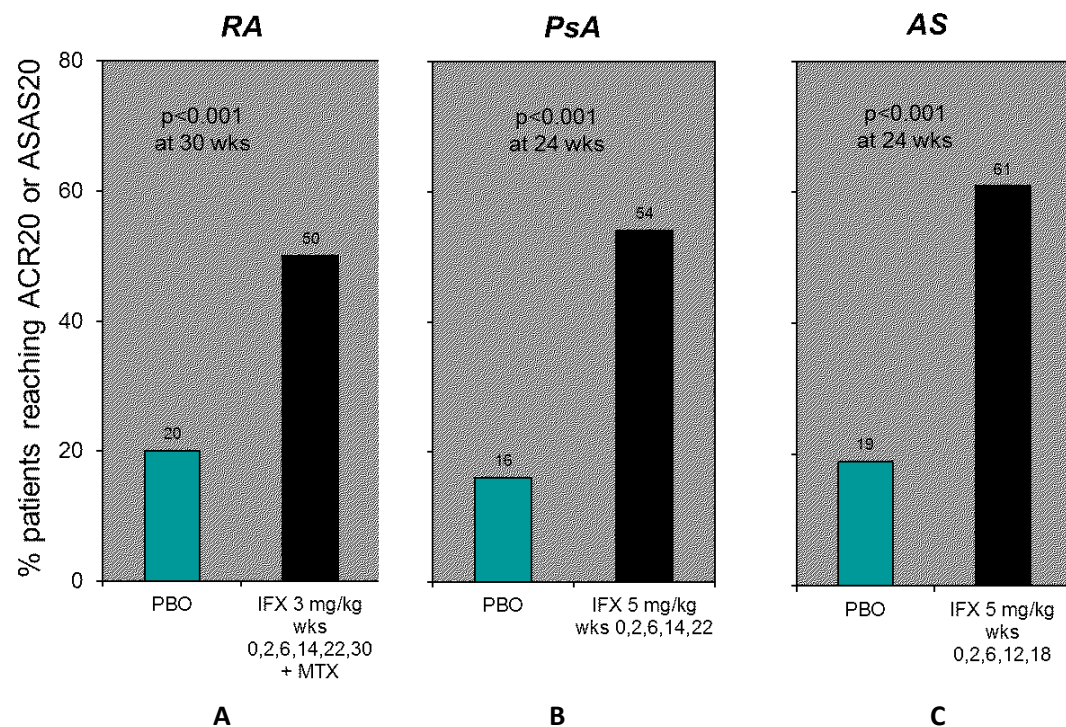 RA
PsA
AS
% patients reaching ACR20 or ASAS20
80
60
40
20
0
p<0.001
at 30 wks
20
50
PBO
IFX 3 mg/kg
wks
0,2,6,14,22,30
+ MTX
p<0.001
at 24 wks
16
54
PBO
IFX 5 mg/kg
wks 0,2,6,14,22
p<0.001
at 24 wks
19
61
PBO
IFX 5 mg/kg
wks
0,2,6,12,18
A
B
C